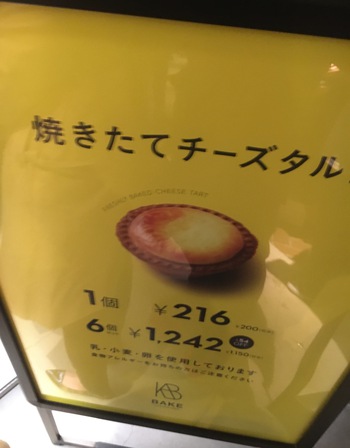 焼きたてチーズタルト
FRESHLY BAKED CHEESE TART
1個 ¥216
6個 ¥1,242
乳・小麦・卵を使用しております
BAKE